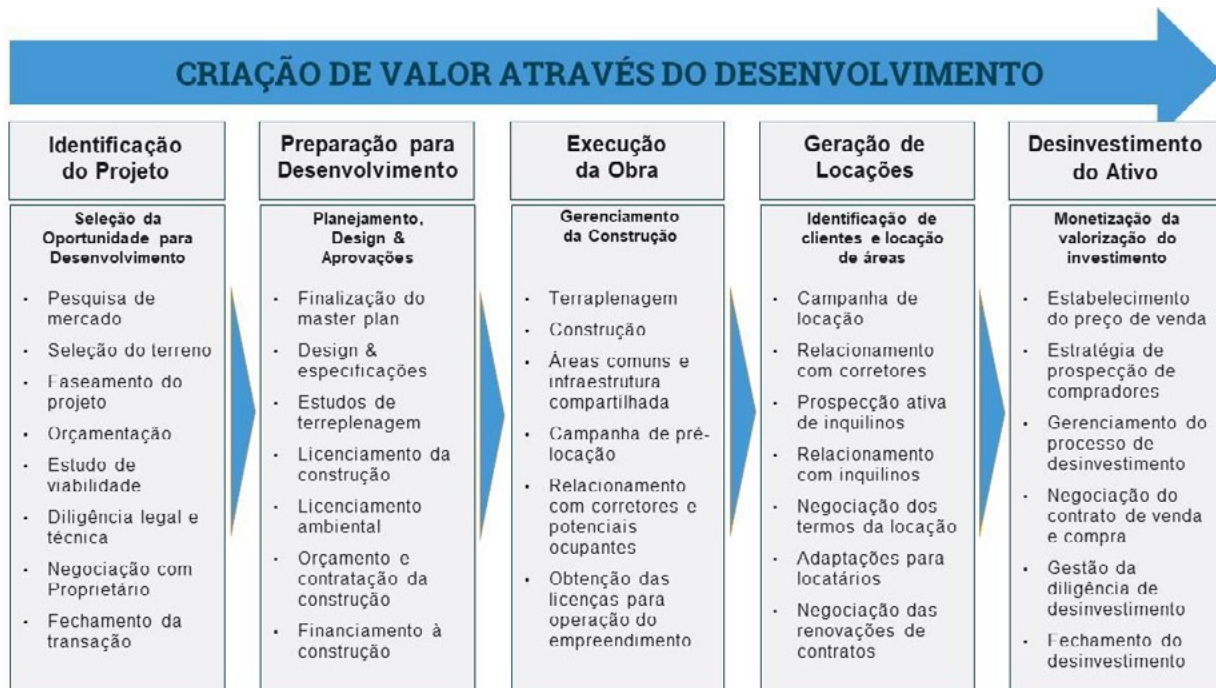 CRIAÇÃO DE VALOR ATRAVÉS DO DESENVOLVIMENTO
Identificação
do Projeto
Seleção da
Oportunidade para
Desenvolvimento
• Pesquisa de
mercado
• Seleção do terreno
• Faseamento do
projeto
• Orçamentação
• Estudo de
viabilidade
• Diligência legal e
técnica
• Negociação com
Proprietário
• Fechamento da
transação
Preparação para
Desenvolvimento
Planejamento,
Design &
Aprovações
• Finalização do
master plan
• Design &
especificações
• Estudos de
terreplenagem
• Licenciamento da
construção
• Licenciamento
ambiental
• Orçamento e
contratação da
construção
• Financiamento à
construção
Execução
da Obra
Gerenciamento
da Construção
• Terraplenagem
• Construção
• Áreas comuns e
infraestrutura
compartilhada
• Campanha de pré-
locação
• Relacionamento
com corretores e
potenciais
ocupantes
• Obtenção das
licenças para
operação do
empreendimento
Geração de
Locações
Identificação de
clientes e locação
de áreas
• Campanha de
locação
• Relacionamento
com corretores
• Prospecção ativa
de inquilinos
• Relacionamento
com inquilinos
• Negociação dos
termos da locação
• Adaptações para
locatários
• Negociação das
renovações de
contratos
Desinvestimento
do Ativo
Monetização da
valorização do
investimento
• Estabelecimento
do preço de venda
• Estratégia de
prospecção de
compradores
• Gerenciamento do
processo de
desinvestimento
• Negociação do
contrato de venda
e compra
• Gestão da
diligência de
desinvestimento
• Fechamento do
desinvestimento